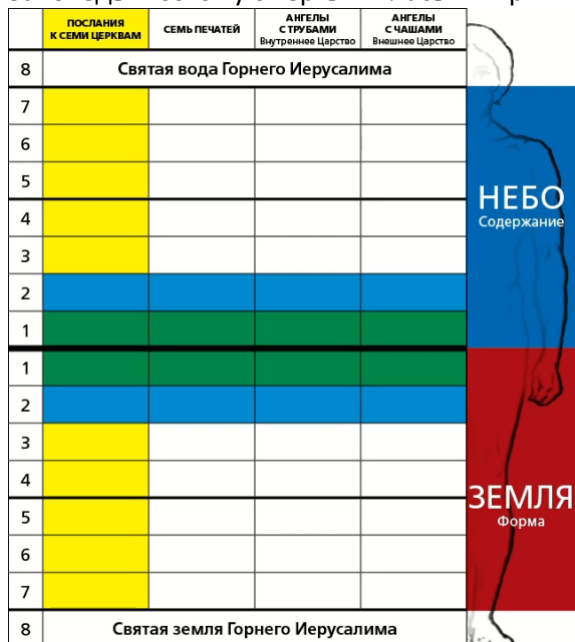 ПОСЛАНИЯ
К СЕМИ ЦЕРКВАМ
СЕМЬ ПЕЧАТЕЙ
АНГЕЛЫ
С ТРУБАМИ
Внутреннее Царство
АНГЕЛЫ
С ЧАШАМИ
Внешнее Царство
8 Святая вода Горнего Иерусалима
7
6
5
НЕБО
Содержание
4
3
2
1
1
2
3
4
ЗЕМЛЯ
Форма
5
6
7
8 Святая земля Горнего Иерусалима